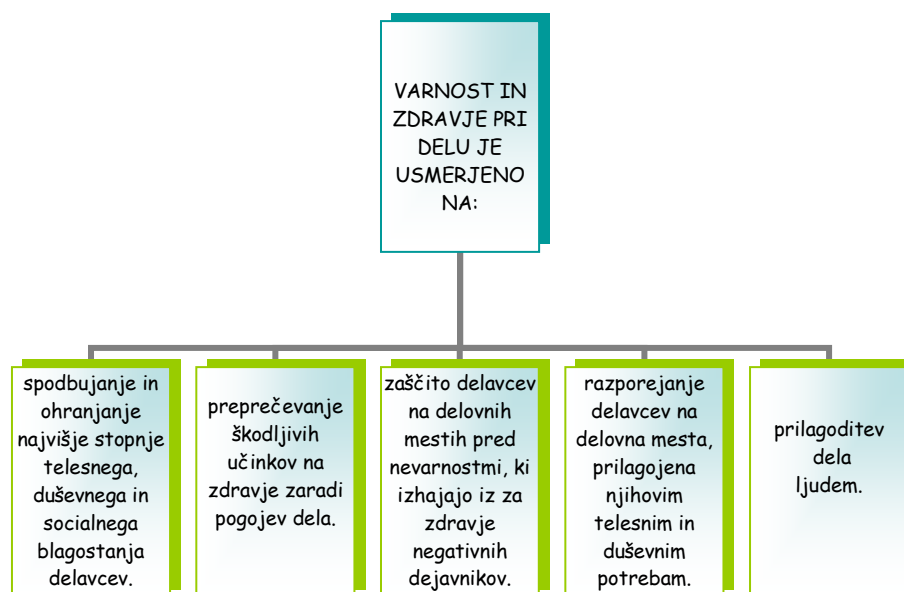 VARNOST IN
ZDRAVJE PRI
DELU JE
USMERJENO
NA:
spodbujanje in
ohranjanje
najvišje stopnje
telesnega,
duševnega in
socialnega
blagostanja
delavcev.
preprečevanje
škodljivih
učinkov na
zdravje zaradi
pogojev dela.
zaščito delavcev
na delovnih
mestih pred
nevarnostmi, ki
izhajajo iz za
zdravje
negativnih
dejavnikov.
razporejanje
delavcev na
delovna mesta,
prilagojena
njihovim
telesnim in
duševnim
potrebam.
prilagoditev
dela
ljudem.